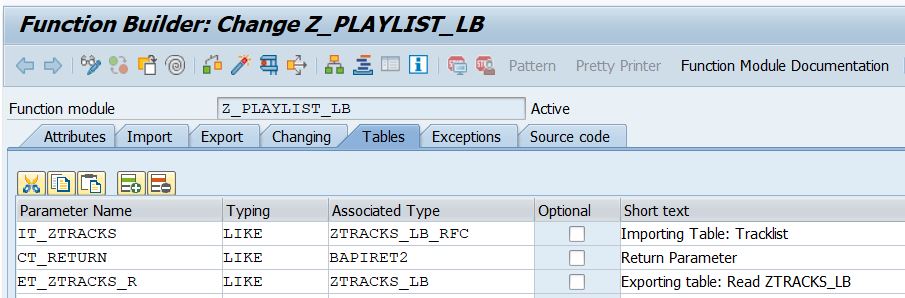 Function Builder: Change Z_PLAYLIST_LB
Pattern Pretty Printer Function Module Documentation
Function module Z_PLAYLIST_LB Active
Attributes Import Export Changing Tables Exceptions Source code
Parameter Name Typing Associated Type Optional Short text
IT_ZTRACKS LIKE ZTRACKS_LB_RFC Importing Table: Tracklist
CT_RETURN LIKE BAPIRET2 Return Parameter
ET_ZTRACKS_R LIKE ZTRACKS_LB Exporting table: Read ZTRACKS_LB